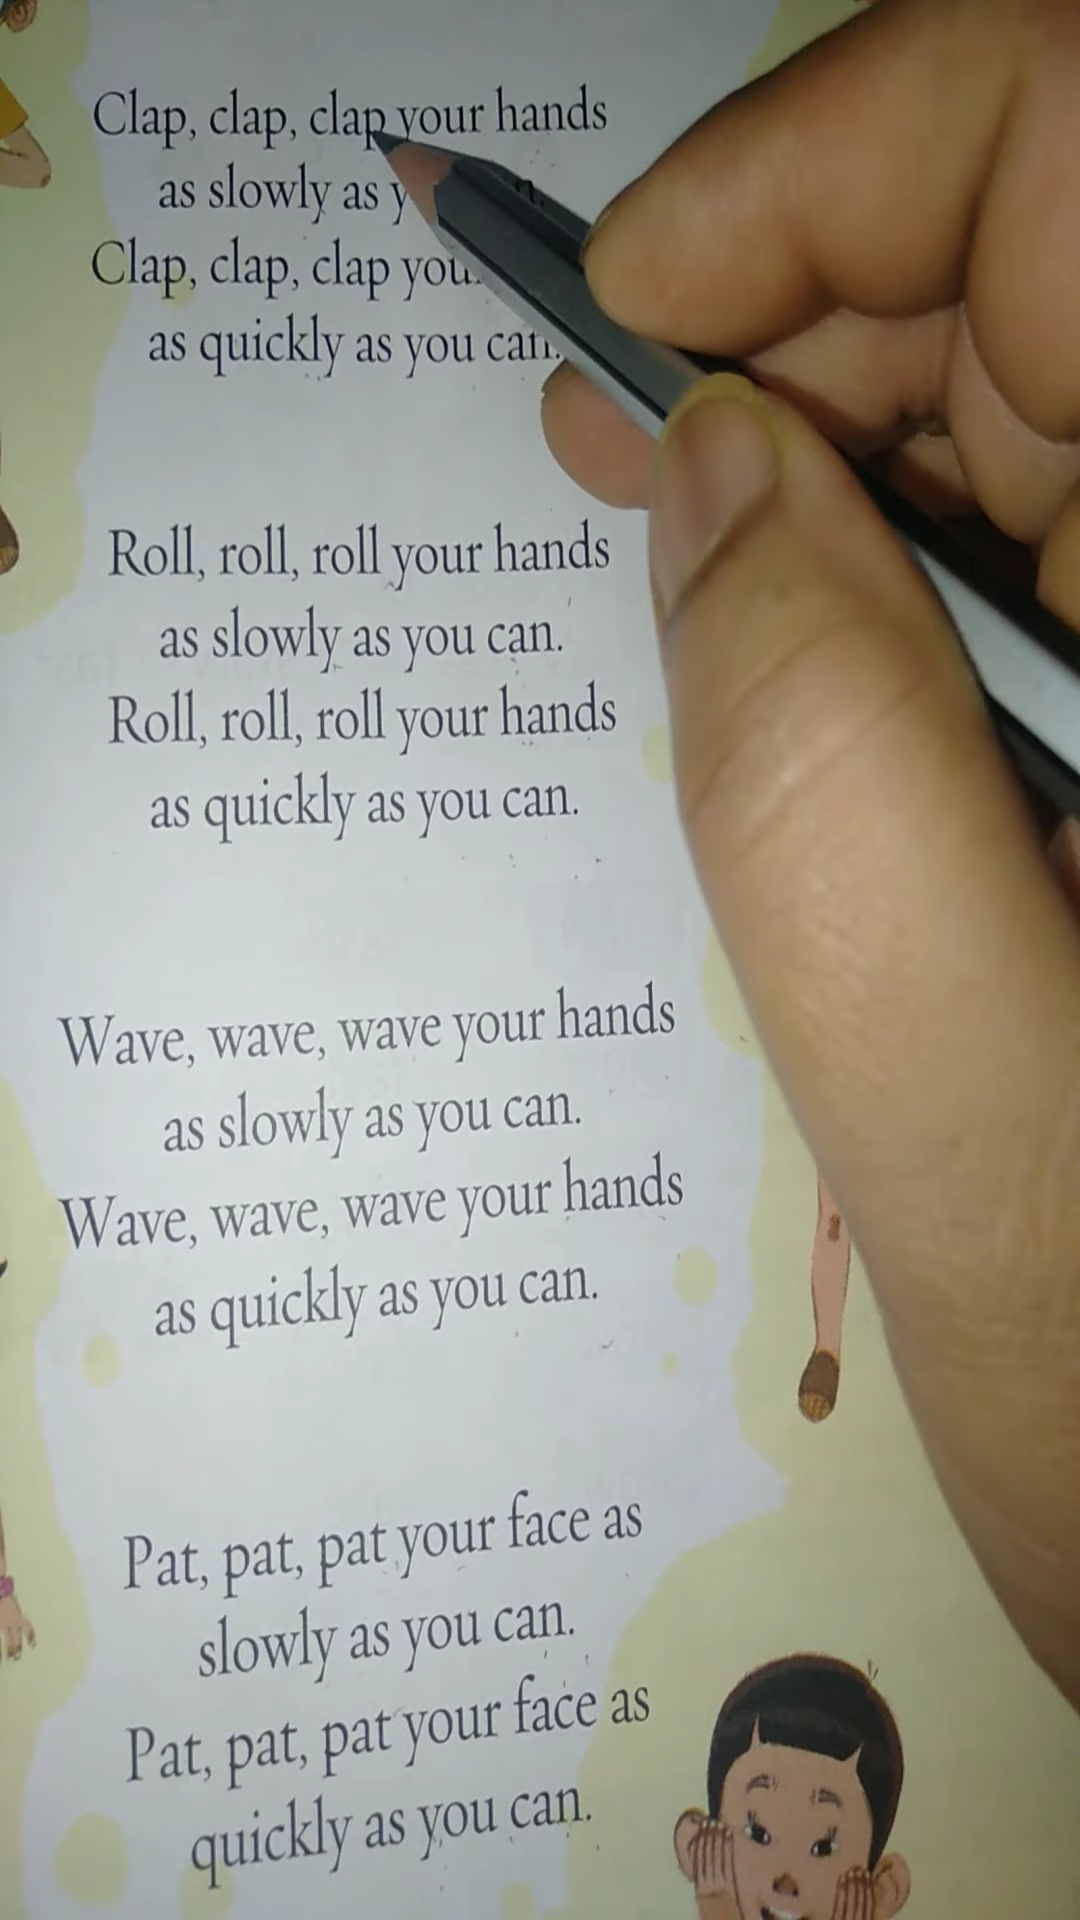 Clap, clap, clap your hands
as slowly as
Clap, clap, clap
as quickly as you can.
Roll, roll, roll your hands
as slowly as you can.
Roll, roll, roll your hands
as quickly as you can.
Wave, wave, wave your hands
as slowly as you can.
Wave, wave, wave your hands
as quickly as you can.
Pat, pat, pat your face as
slowly as you can.
Pat, pat, pat your face as
quickly as you can.